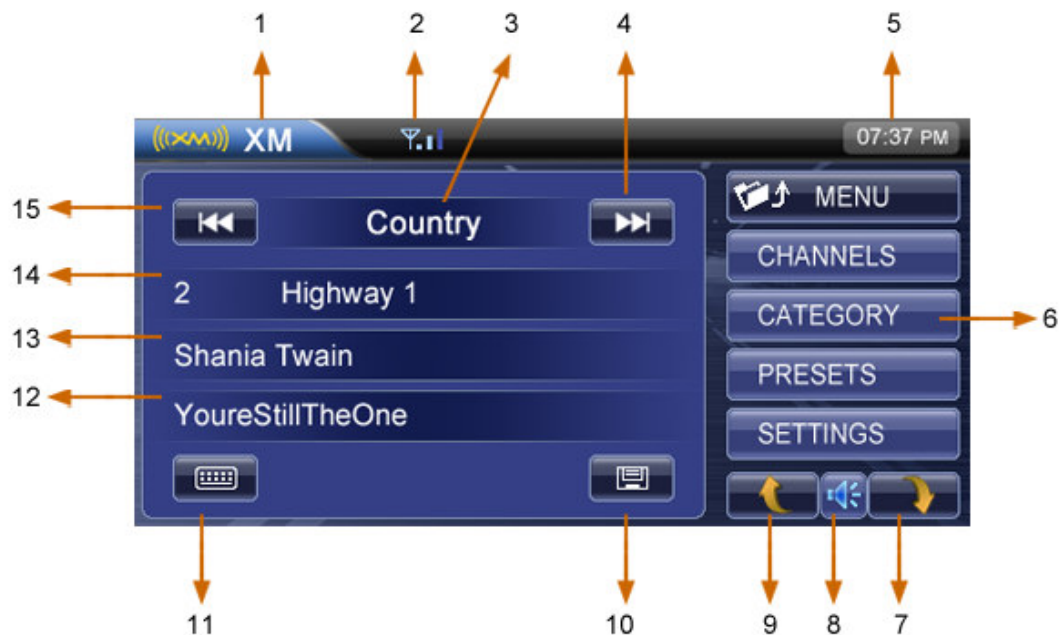 1 2 3 4 5
((XM)) XM 07:37 PM
15
Country
MENU
14
2 Highway 1
CHANNELS
13
Shania Twain
CATEGORY
6
12
YoureStillTheOne
PRESETS
SETTINGS
11 10 9 8 7